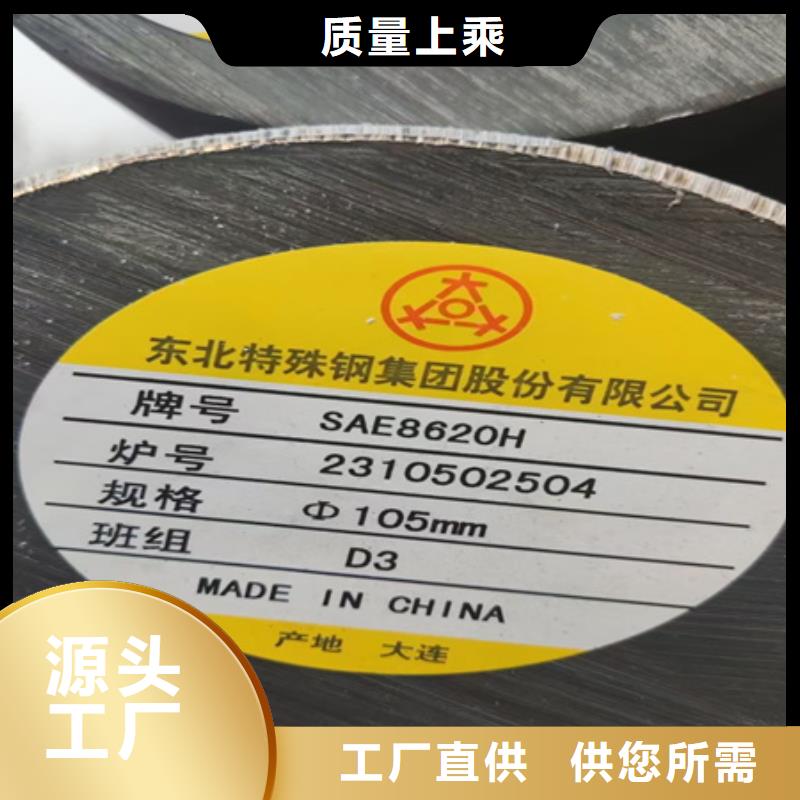 质量上乘
东北特殊钢集团股份有限公司
牌号 SAE8620H
炉号 2310502504
规格 Φ105mm
班组 D3
MADE IN CHINA
产地 大连
源头
工厂
工厂直供 供您所需